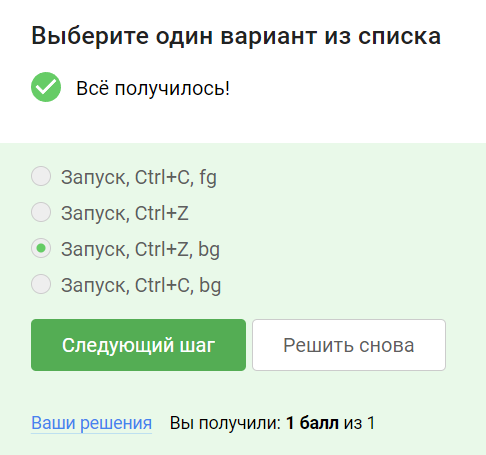 Выберите один вариант из списка
Всё получилось!
Запуск, Ctrl+C, fg
Запуск, Ctrl+Z
Запуск, Ctrl+Z, bg
Запуск, Ctrl+C, bg
Следующий шаг
Решить снова
Ваши решения Вы получили: 1 балл из 1